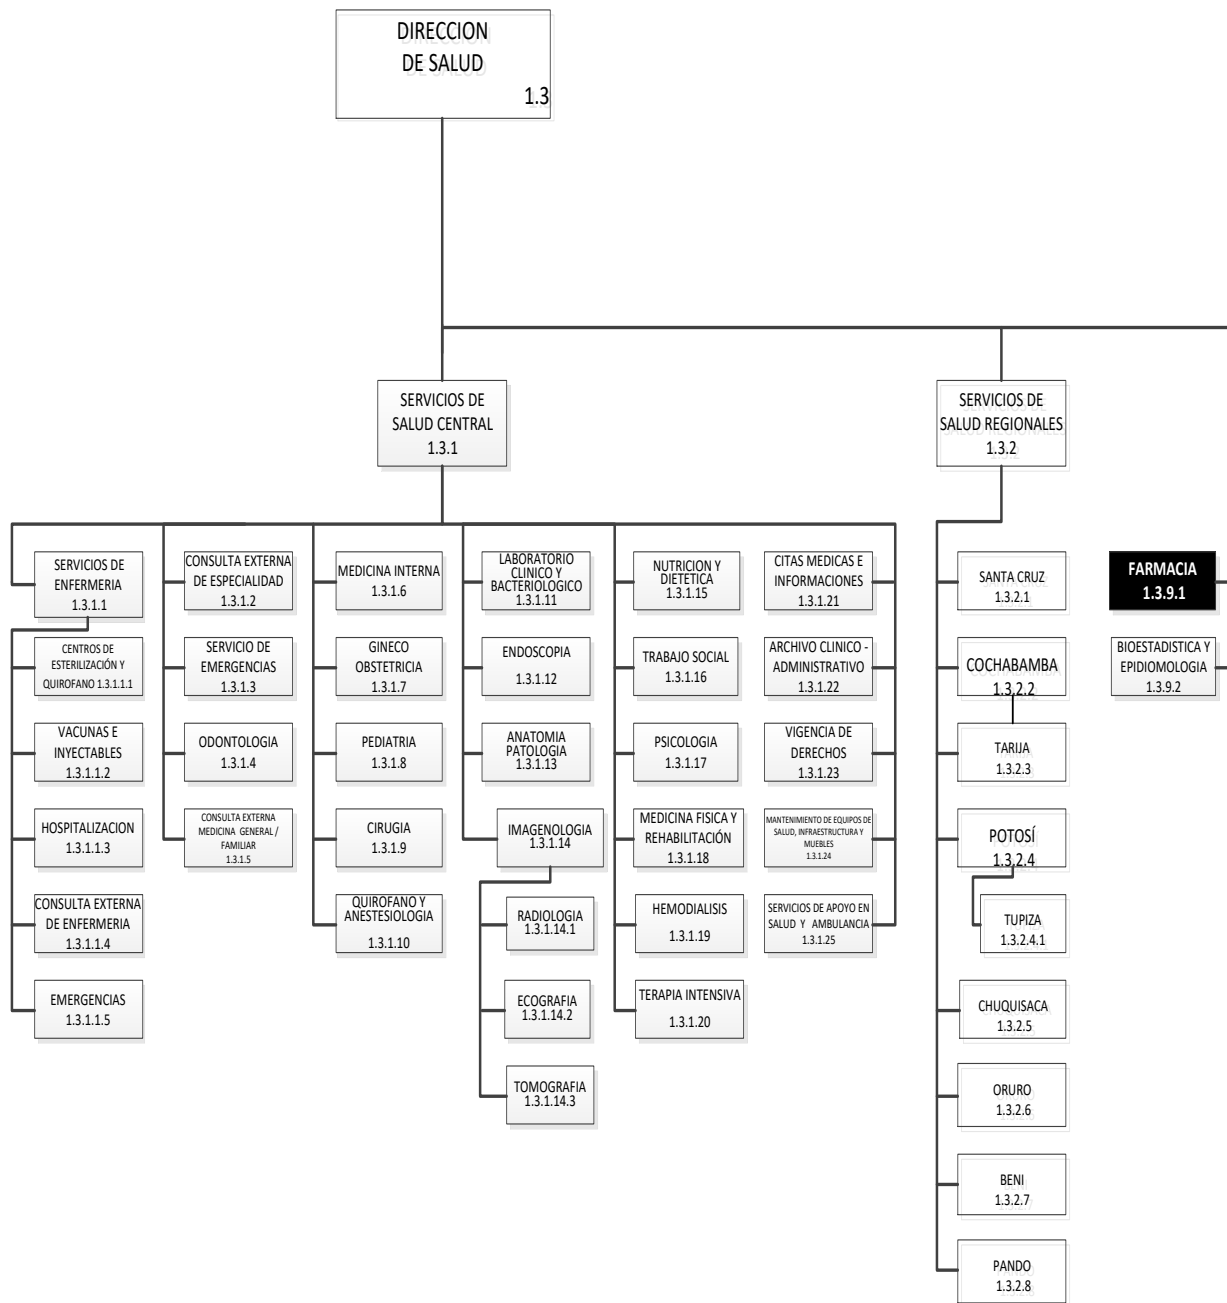 DIRECCION
DE SALUD
1.3
SERVICIOS DE
SALUD CENTRAL
1.3.1
SERVICIOS DE
SALUD REGIONALES
1.3.2
SERVICIOS DE
ENFERMERIA
1.3.1.1
CENTROS DE
ESTERILIZACIÓN Y
QUIROFANO 1.3.1.1.1
VACUNAS E
INYECTABLES
1.3.1.1.2
HOSPITALIZACION
1.3.1.1.3
CONSULTA EXTERNA
DE ENFERMERIA
1.3.1.1.4
EMERGENCIAS
1.3.1.1.5
CONSULTA EXTERNA
DE ESPECIALIDAD
1.3.1.2
SERVICIO DE
EMERGENCIAS
1.3.1.3
ODONTOLOGIA
1.3.1.4
CONSULTA EXTERNA
MEDICINA GENERAL /
FAMILIAR
1.3.1.5
MEDICINA INTERNA
1.3.1.6
GINECO
OBSTETRICIA
1.3.1.7
PEDIATRIA
1.3.1.8
CIRUGIA
1.3.1.9
QUIROFANO Y
ANESTESIOLOGIA
1.3.1.10
LABORATORIO
CLINICO Y
BACTERIOLOGICO
1.3.1.11
ENDOSCOPIA
1.3.1.12
ANATOMIA
PATOLOGIA
1.3.1.13
IMAGENOLOGIA
1.3.1.14
RADIOLOGIA
1.3.1.14.1
ECOGRAFIA
1.3.1.14.2
TOMOGRAFIA
1.3.1.14.3
NUTRICION Y
DIETETICA
1.3.1.15
TRABAJO SOCIAL
1.3.1.16
PSICOLOGIA
1.3.1.17
MEDICINA FISICA Y
REHABILITACIÓN
1.3.1.18
HEMODIALISIS
1.3.1.19
TERAPIA INTENSIVA
1.3.1.20
CITAS MEDICAS E
INFORMACIONES
1.3.1.21
ARCHIVO CLINICO -
ADMINISTRATIVO
1.3.1.22
VIGENCIA DE
DERECHOS
1.3.1.23
MANTENIMIENTO DE EQUIPOS DE
SALUD, INFRAESTRUCTURA Y
MUEBLES
1.3.1.24
SERVICIOS DE APOYO EN
SALUD Y AMBULANCIA
1.3.1.25
SANTA CRUZ
1.3.2.1
COCHABAMBA
1.3.2.2
TARIJA
1.3.2.3
POTOSÍ
1.3.2.4
TUPIZA
1.3.2.4.1
CHUQUISACA
1.3.2.5
ORURO
1.3.2.6
BENI
1.3.2.7
PANDO
1.3.2.8
FARMACIA
1.3.9.1
BIOESTADISTICA Y
EPIDIOMOLOGIA
1.3.9.2